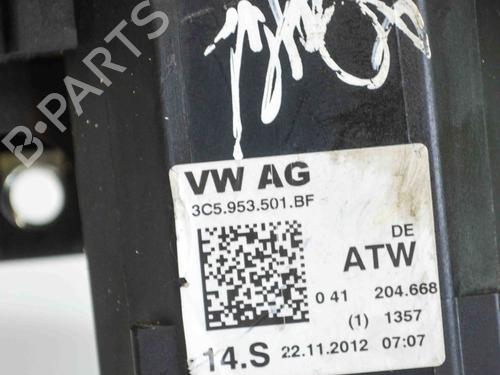 B-PARTS
VW AG
3C5.953.501.BF
DE
ATW
0 41 204.668
(1) 1357
14.S 22.11.2012 07:07